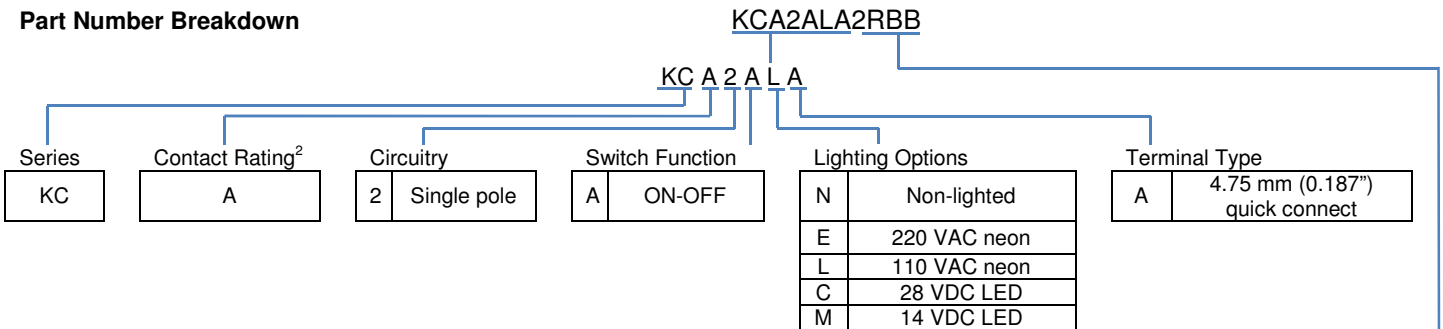 Part Number Breakdown
KCA2ALA2RBB
KC A 2 A L A
Series
KC
Contact Rating²
A
Circuitry
2 Single pole
Switch Function
A ON-OFF
Lighting Options
N Non-lighted
E 220 VAC neon
L 110 VAC neon
C 28 VDC LED
M 14 VDC LED
Terminal Type
A 4.75 mm (0.187”)
quick connect